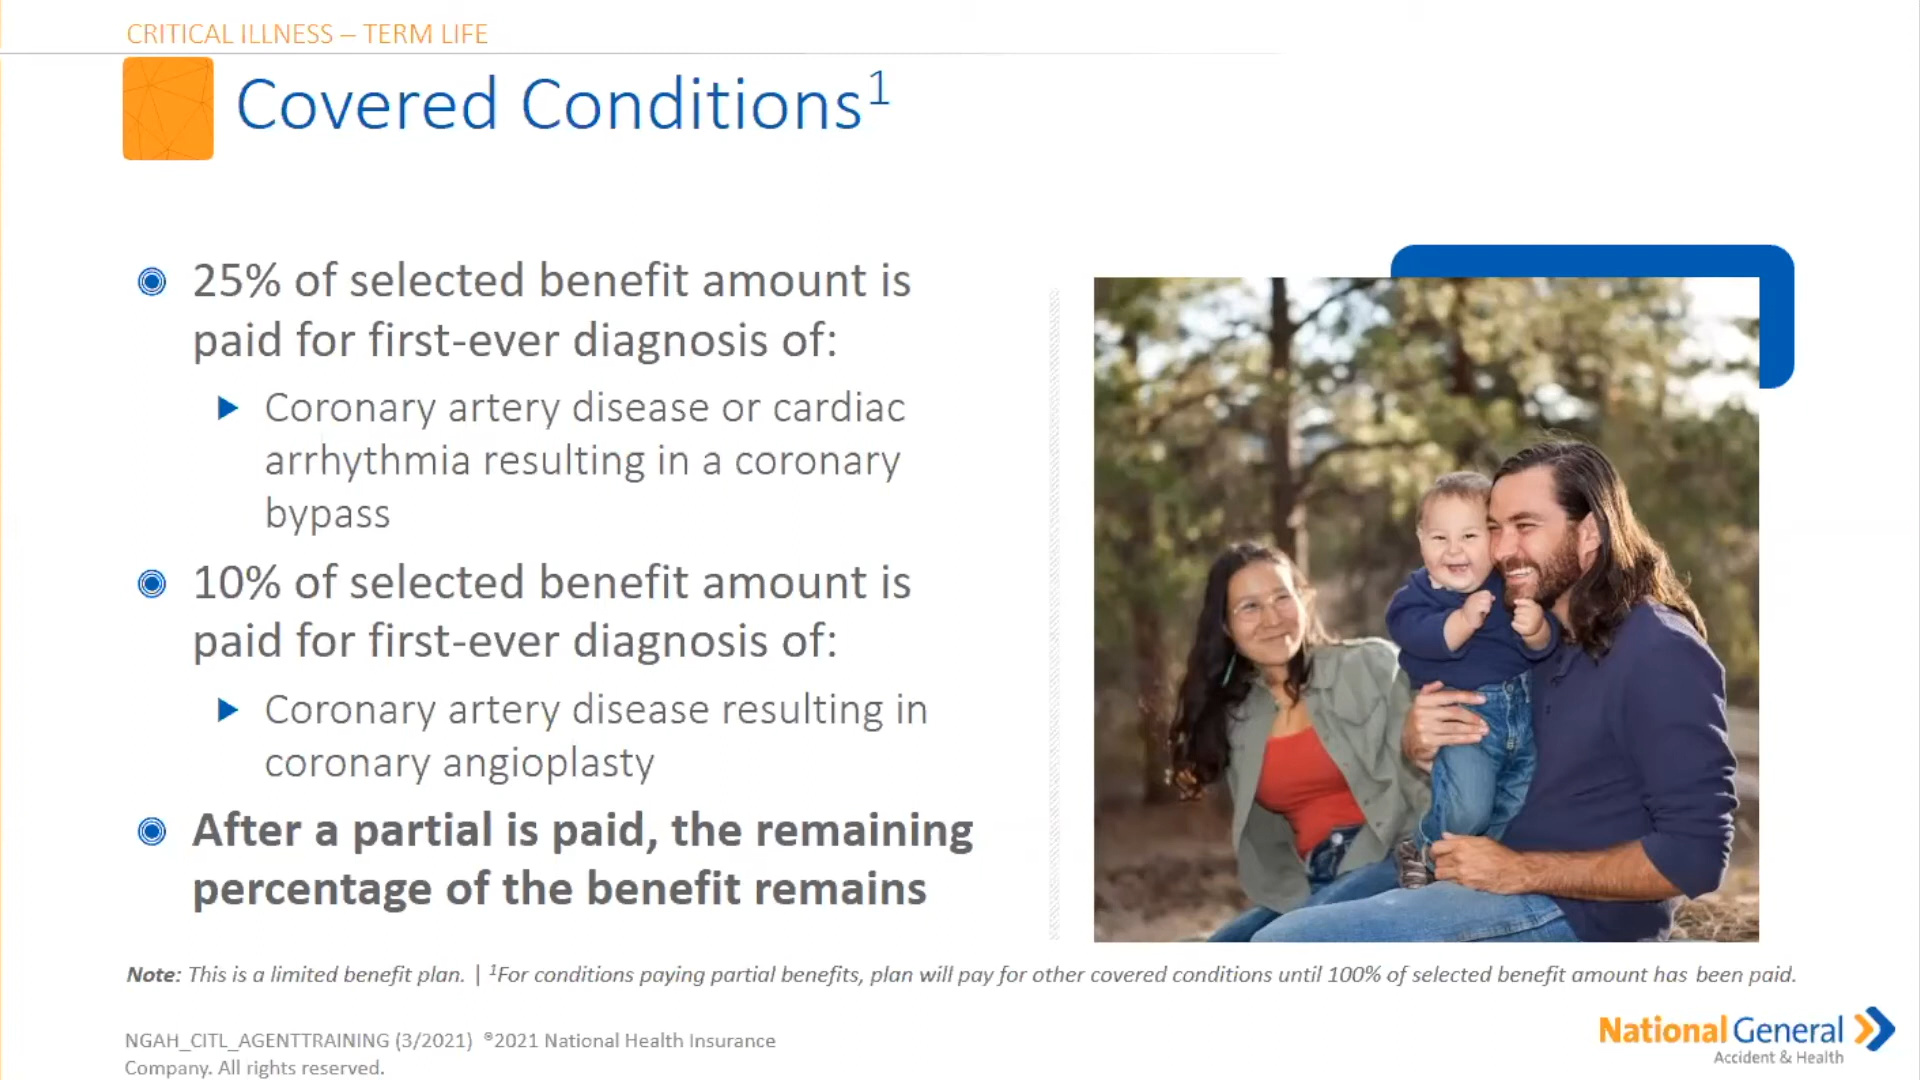 CRITICAL ILLNESS – TERM LIFE
Covered Conditions¹
25% of selected benefit amount is
paid for first-ever diagnosis of:
Coronary artery disease or cardiac
arrhythmia resulting in a coronary
bypass
10% of selected benefit amount is
paid for first-ever diagnosis of:
Coronary artery disease resulting in
coronary angioplasty
After a partial is paid, the remaining
percentage of the benefit remains
Note: This is a limited benefit plan. | ¹For conditions paying partial benefits, plan will pay for other covered conditions until 100% of selected benefit amount has been paid.
NGAH_CITL_AGENTTRAINING (3/2021) ©2021 National Health Insurance
Company. All rights reserved.
National General
Accident & Health